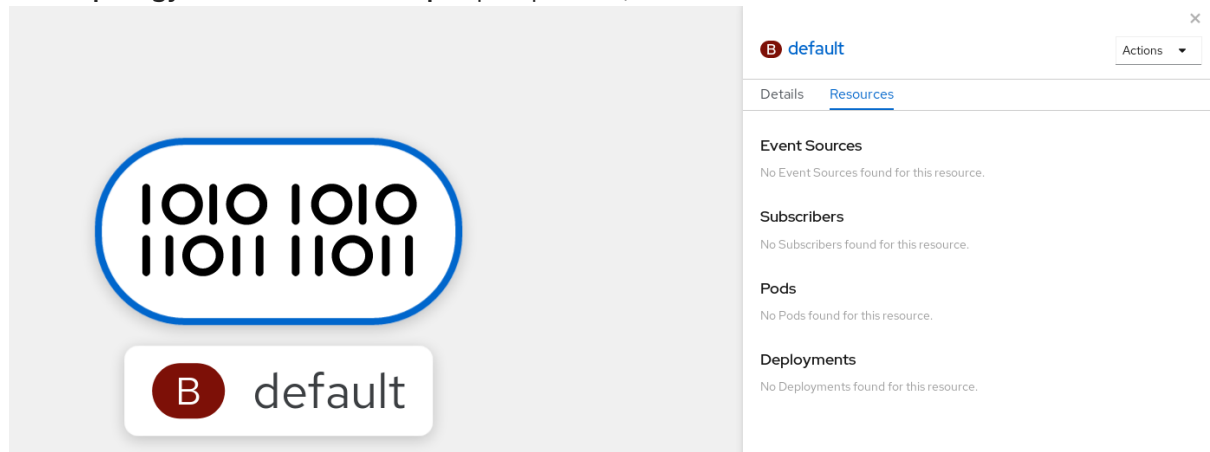 1010 1010
11011 11011
B default
B default
Actions
Details Resources
Event Sources
No Event Sources found for this resource.
Subscribers
No Subscribers found for this resource.
Pods
No Pods found for this resource.
Deployments
No Deployments found for this resource.